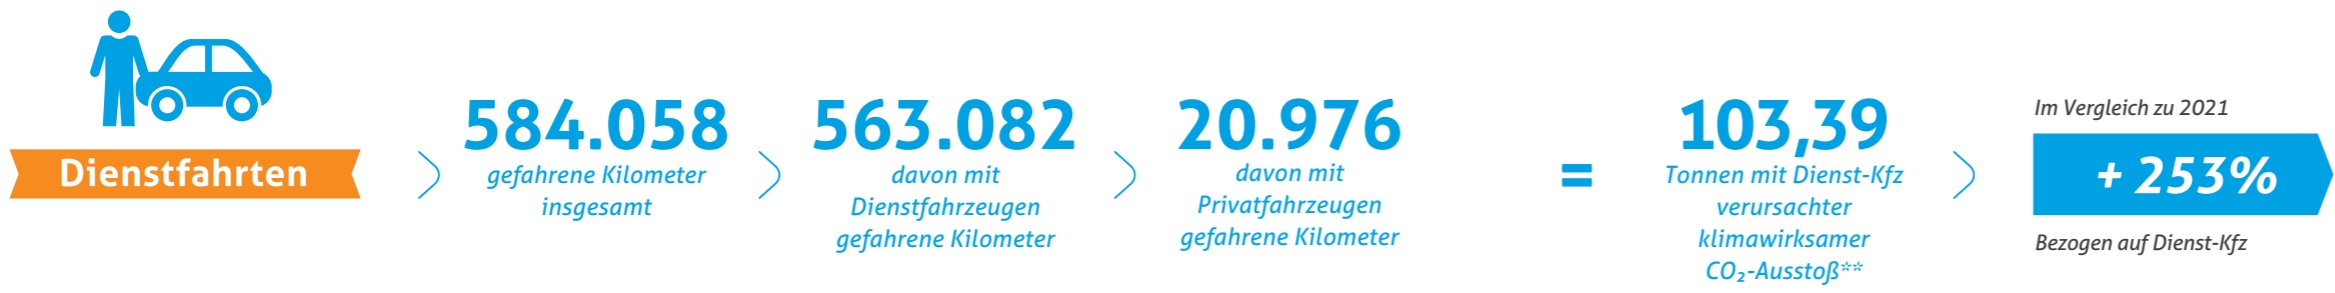 Dienstfahrten
584.058
gefahrene Kilometer
insgesamt
563.082
davon mit
Dienstfahrzeugen
gefahrene Kilometer
20.976
davon mit
Privatfahrzeugen
gefahrene Kilometer
=
103,39
Tonnen mit Dienst-Kfz
verursachter
klimawirksamer
CO₂-Ausstoß**
Im Vergleich zu 2021
+ 253%
Bezogen auf Dienst-Kfz